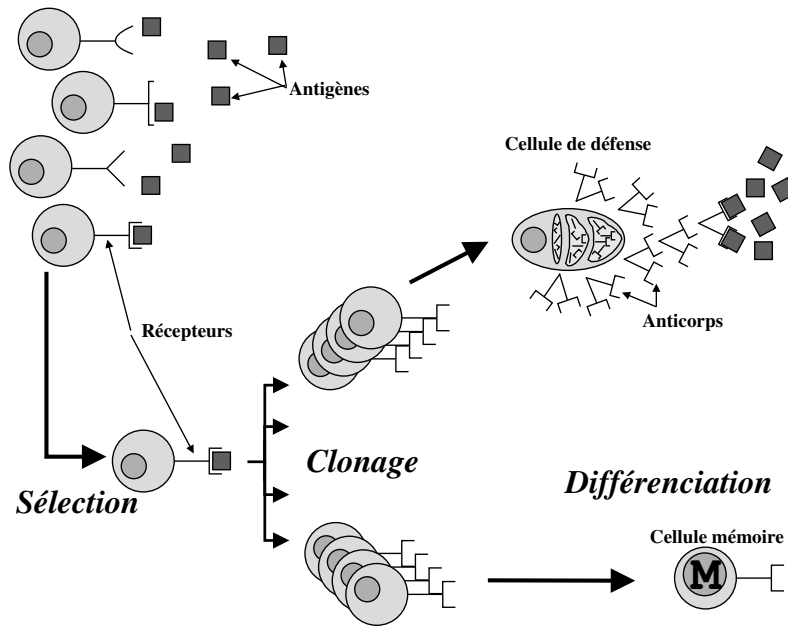 Antigènes
Cellule de défense
Récepteurs
Anticorps
Clonage
Sélection
Différenciation
Cellule mémoire
M